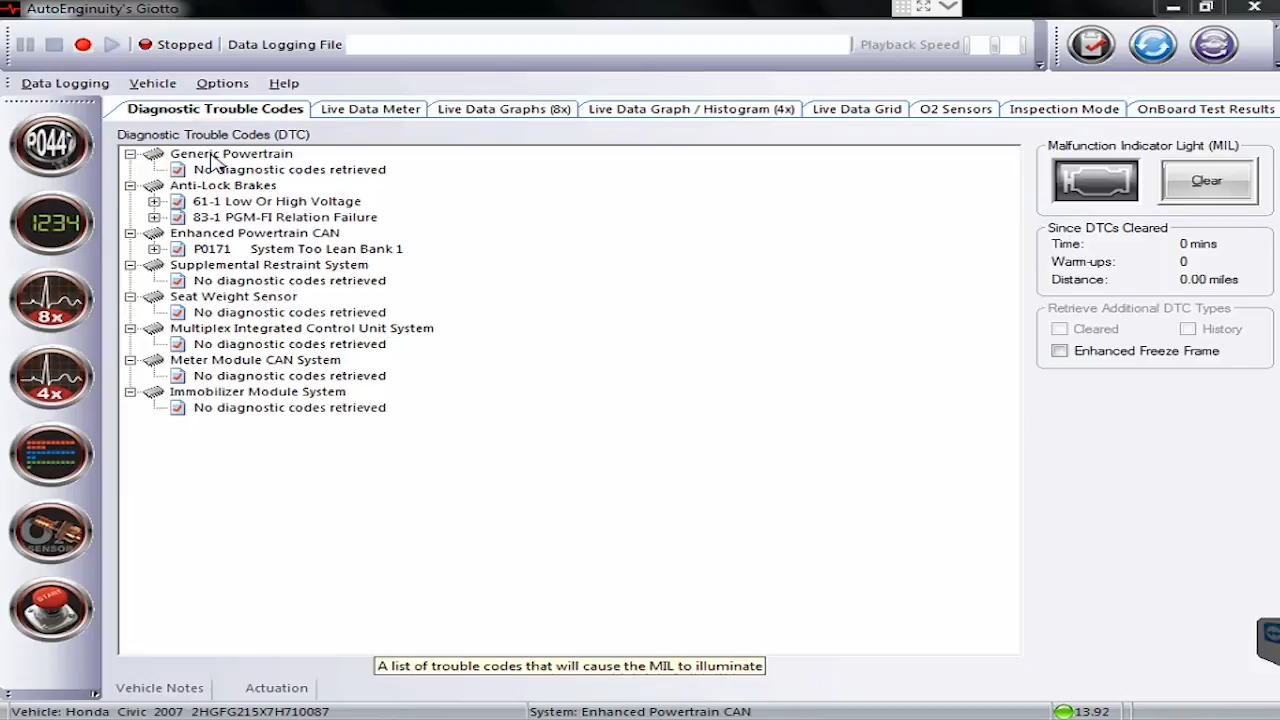 AutoEnginuity's Giotto
Stopped Data Logging File Playback Speed
Data Logging Vehicle Options Help
Diagnostic Trouble Codes Live Data Meter Live Data Graphs (8x) Live Data Graph / Histogram (4x) Live Data Grid O2 Sensors Inspection Mode OnBoard Test Results
Diagnostic Trouble Codes (DTC)
Generic Powertrain
No diagnostic codes retrieved
Anti-Lock Brakes
61-1 Low Or High Voltage
83-1 PGM-FI Relation Failure
Enhanced Powertrain CAN
P0171 System Too Lean Bank 1
Supplemental Restraint System
No diagnostic codes retrieved
Seat Weight Sensor
No diagnostic codes retrieved
Multiplex Integrated Control Unit System
No diagnostic codes retrieved
Meter Module CAN System
No diagnostic codes retrieved
Immobilizer Module System
No diagnostic codes retrieved
Malfunction Indicator Light (MIL)
Clear
Since DTCs Cleared
Time: 0 mins
Warm-ups: 0
Distance: 0.00 miles
Retrieve Additional DTC Types
Cleared History
Enhanced Freeze Frame
P044
1234
8x
4x
O2
SENSORS
START
A list of trouble codes that will cause the MIL to illuminate
Vehicle Notes Actuation
Vehicle: Honda Civic 2007 2HGFG215X7H710087 System: Enhanced Powertrain CAN 13.92